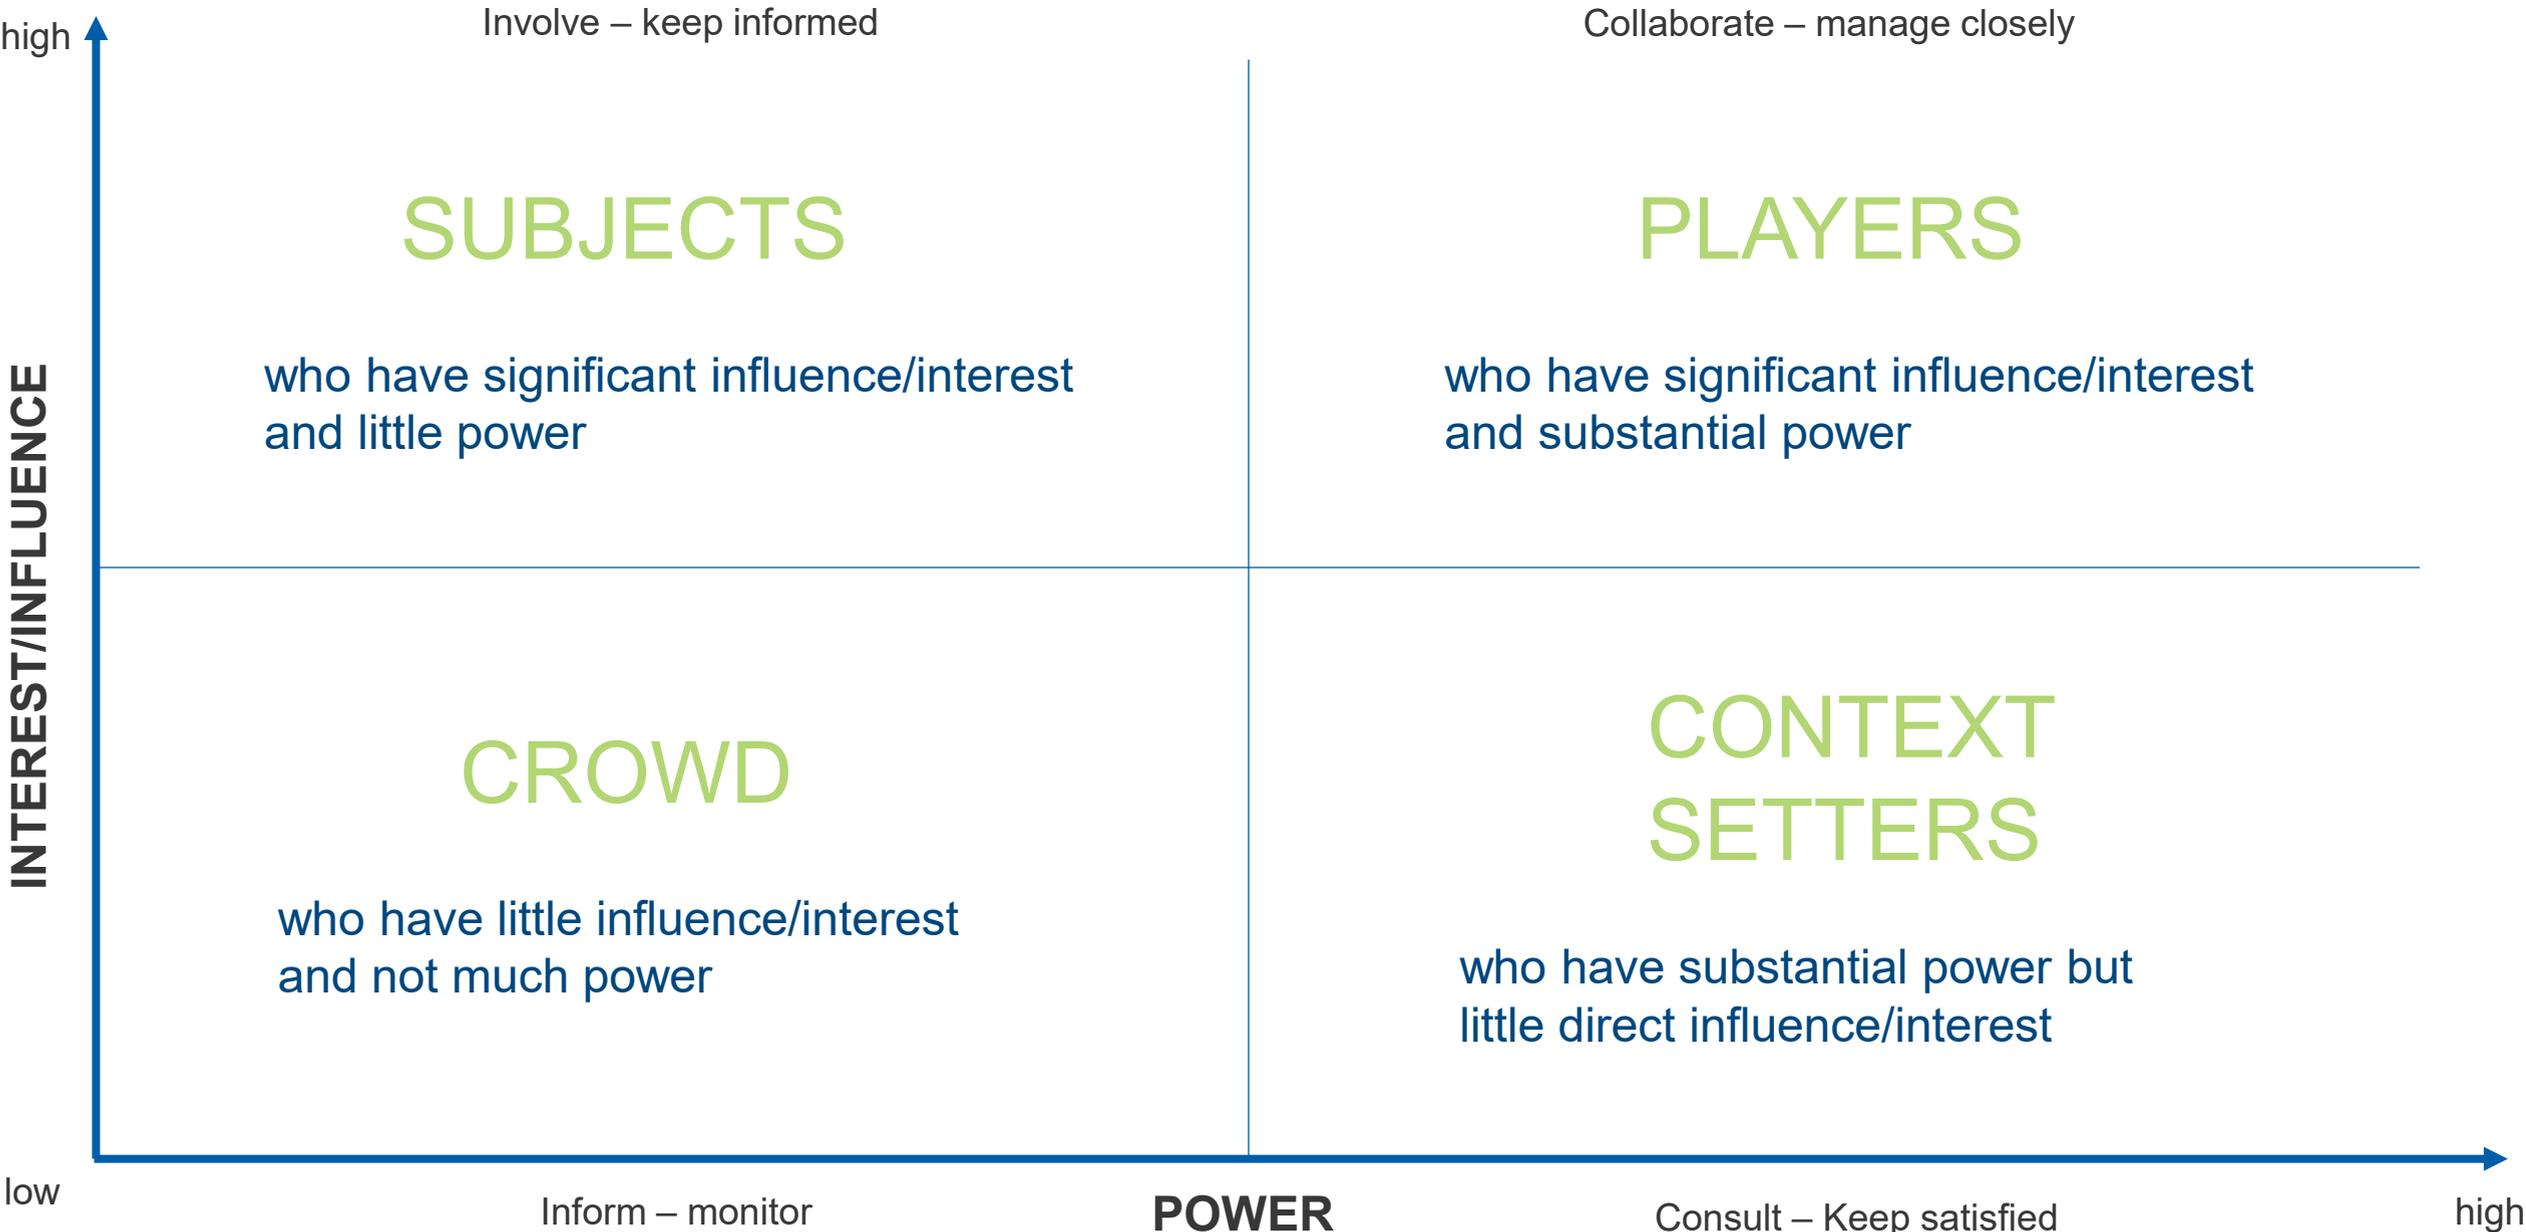 high
Involve – keep informed
Collaborate – manage closely
SUBJECTS
who have significant influence/interest
and little power
PLAYERS
who have significant influence/interest
and substantial power
INTEREST/INFLUENCE
CROWD
who have little influence/interest
and not much power
CONTEXT
SETTERS
who have substantial power but
little direct influence/interest
low
Inform – monitor
POWER
Consult – Keep satisfied
high